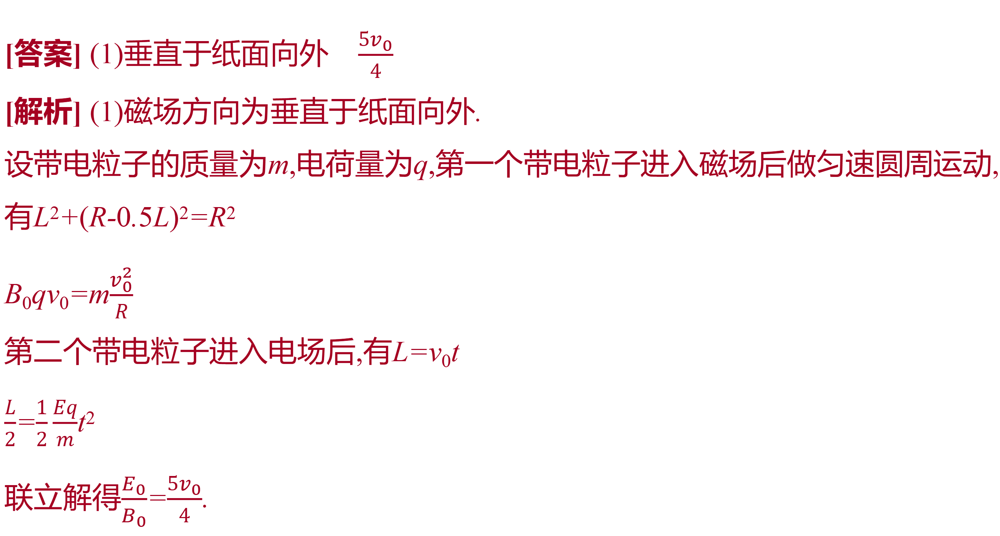 [答案] (1)垂直于纸面向外 $\frac{5v_0}{4}$
[解析] (1)磁场方向为垂直于纸面向外.
设带电粒子的质量为m,电荷量为q,第一个带电粒子进入磁场后做匀速圆周运动,
有$L^2+(R-0.5L)^2=R^2$
$B_0qv_0=m\frac{v_0^2}{R}$
第二个带电粒子进入电场后,有$L=v_0t$
$\frac{L}{2}=\frac{1}{2}\frac{Eq}{m}t^2$
联立解得$\frac{E_0}{B_0}=\frac{5v_0}{4}$.